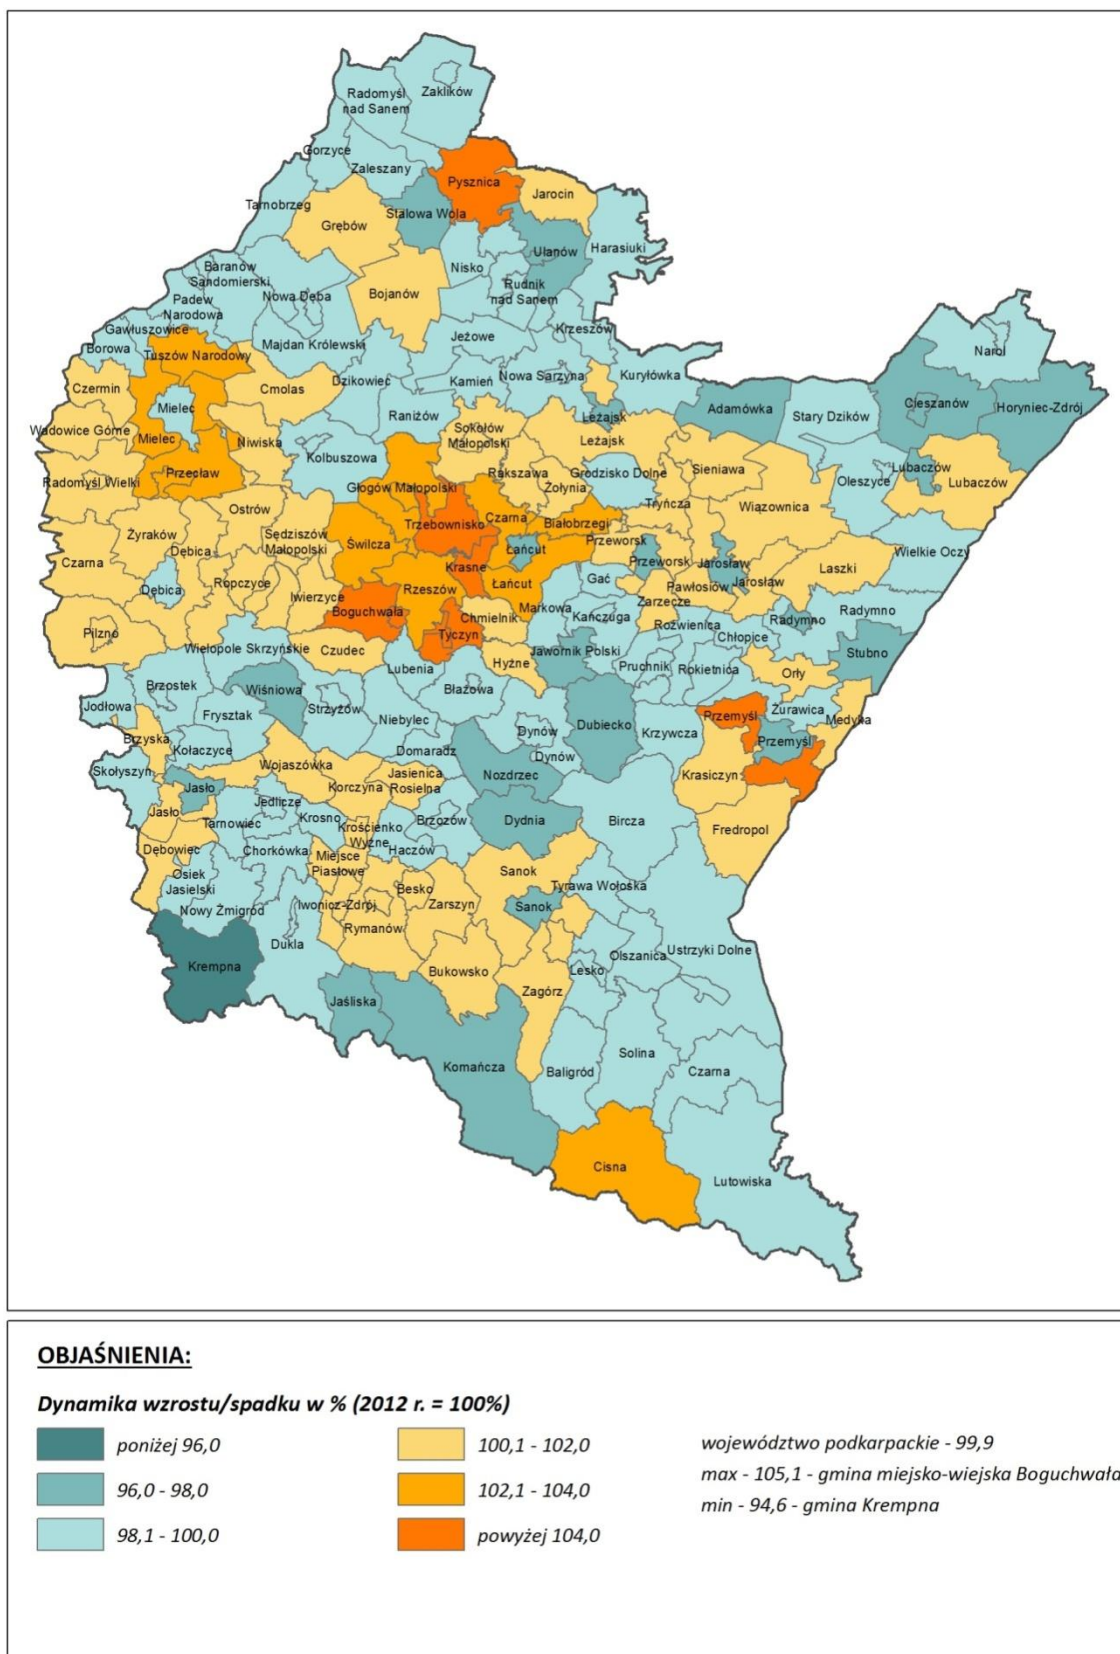 Radomyśl
nad Sanem
Zaklików
Gorzyce
Zaleszany
Pysznica
Jarocin
Tarnobrzeg
Stalowa Wola
Grębów
Ulanów
Harasiuki
Baranów
Sandomierski
Nisko
Rudnik
nad Sanem
Nowa Dęba
Bojanów
Padew
Narodowa
Gawłuszowice
Krzeszów
Borowa
Tuszów Narodowy
Majdan Królewski
Jeżowe
Narol
Czermin
Cmolas
Dzikowiec
Kamień
Nowa Sarzyna
Kuryłówka
Mielec
Raniżów
Leżajsk
Adamówka
Stary Dzików
Cieszanów
Horyniec-Zdrój
Wadowice Górne
Mielec
Niwiska
Sokołów
Małopolski
Leżajsk
Kolbuszowa
Radomyśl Wielki
Przecław
Rakszawa
Grodzisko Dolne
Sieniawa
Lubaczów
Oleszyce
Lubaczów
Głogów Małopolski
Żołynia
Ostrów
Tryńcza
Wiązownica
Żyraków
Sędziszów
Małopolski
Trzebownisko
Czarna
Białobrzegi
Czarna
Dębica
Świlcza
Łańcut
Przeworsk
Wielkie Oczy
Krasne
Przeworsk
Jarosław
Laszki
Dębica
Ropczyce
Iwierzyce
Rzeszów
Łańcut
Gać
Pawłosiów
Jarosław
Boguchwała
Markowa
Zarzecze
Pilzno
Chmielnik
Kańczuga
Roźwienica
Radymno
Radymno
Tyczyn
Chłopice
Wielopole Skrzyńskie
Czudec
Lubenia
Hyżne
Jawornik Polski
Pruchnik
Rokietnica
Stubno
Orły
Brzostek
Wiśniowa
Błażowa
Jodłowa
Strzyżów
Żurawica
Frysztak
Niebylec
Dynów
Dubiecko
Krzywcza
Przemyśl
Medyka
Brzyska
Kołaczyce
Domaradz
Dynów
Przemyśl
Skołyszyn
Wojaszówka
Jasienica
Rosielna
Nozdrzec
Krasiczyn
Jasło
Korczyna
Jedlicze
Jasło
Tarnowiec
Krosno
Krościenko
Wyżne
Brzozów
Dydnia
Bircza
Fredropol
Dębowiec
Chorkówka
Miejsce
Piastowe
Haczów
Osiek
Jasielski
Sanok
Tyrawa Wołoska
Besko
Nowy Żmigród
Iwonicz-Zdrój
Zarszyn
Sanok
Rymanów
Dukla
Olszanica
Ustrzyki Dolne
Krempna
Bukowsko
Lesko
Zagórz
Jaśliska
Solina
Komańcza
Baligród
Czarna
Cisna
Lutowiska
OBJAŚNIENIA:
Dynamika wzrostu/spadku w % (2012 r. = 100%)
poniżej 96,0
96,0 - 98,0
98,1 - 100,0
100,1 - 102,0
102,1 - 104,0
powyżej 104,0
województwo podkarpackie - 99,9
max - 105,1 - gmina miejsko-wiejska Boguchwała
min - 94,6 - gmina Krempna